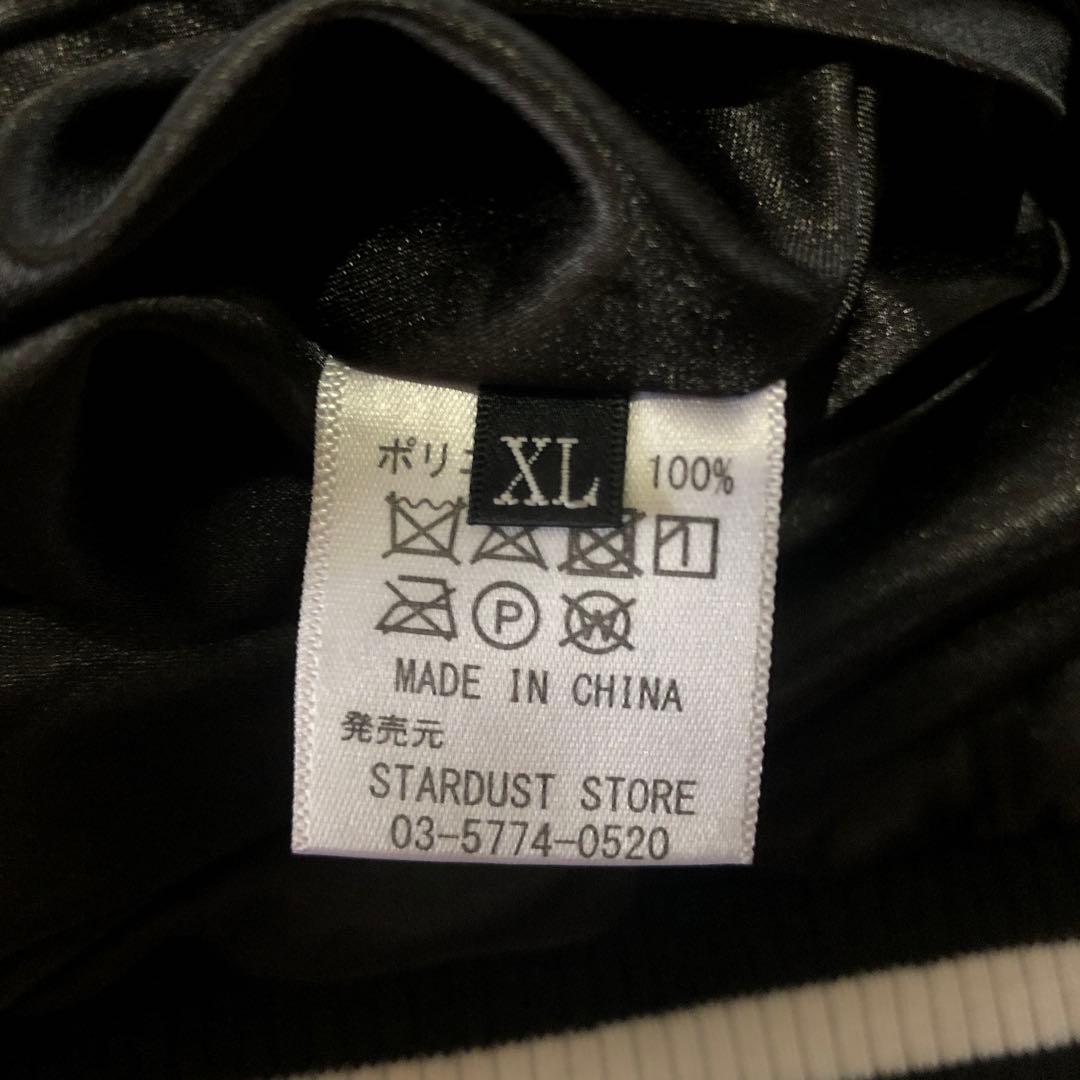 XL
ポリ 100%
P W
MADE IN CHINA
発売元
STARDUST STORE
03-5774-0520